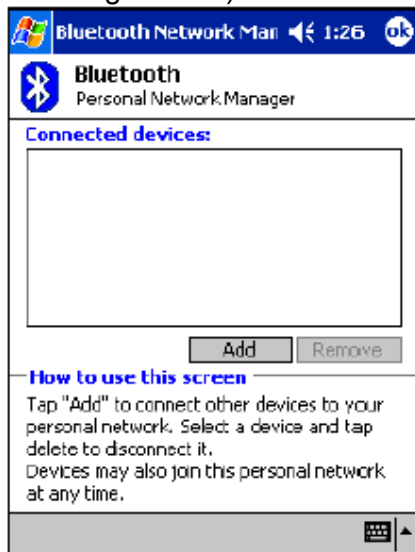 Bluetooth Network Man 1:26 ok
Bluetooth
Personal Network Manager
Connected devices:
Add Remove
How to use this screen
Tap "Add" to connect other devices to your
personal network. Select a device and tap
delete to disconnect it.
Devices may also join this personal network
at any time.